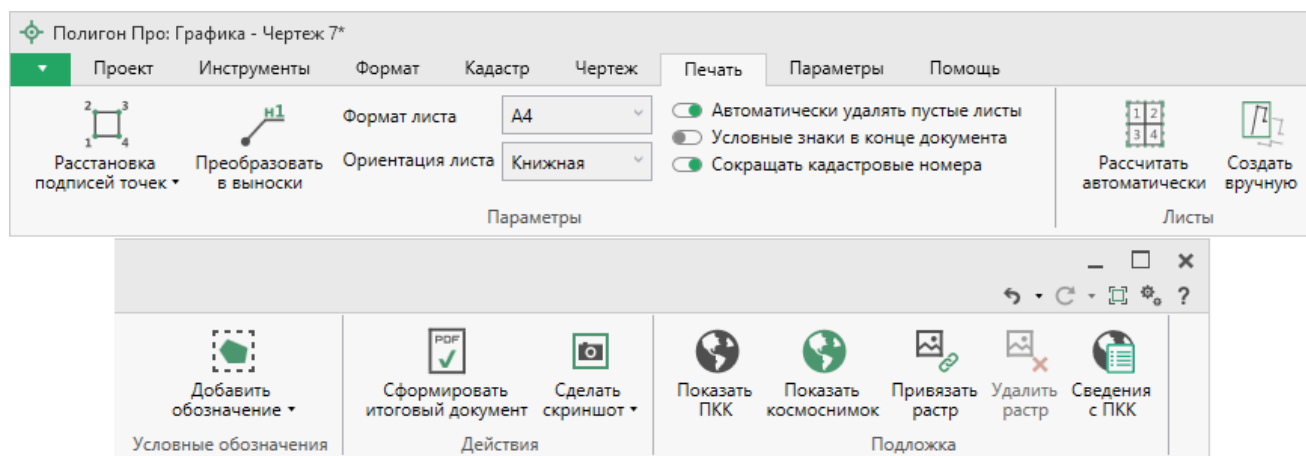 Полигон Про: Графика - Чертеж 7*
Проект Инструменты Формат Кадастр Чертеж Печать Параметры Помощь
2 3
1 4
Расстановка
подписей точек
н1
Преобразовать
в выноски
Формат листа A4
Ориентация листа Книжная
Автоматически удалять пустые листы
Условные знаки в конце документа
Сокращать кадастровые номера
Параметры
1 2
3 4
Рассчитать
автоматически
Создать
вручную
Листы
?
Добавить
обозначение
Условные обозначения
PDF
Сформировать
итоговый документ
Сделать
скриншот
Действия
Показать
ПКК
Показать
космоснимок
Привязать
растр
Удалить
растр
Сведения
с ПКК
Подложка